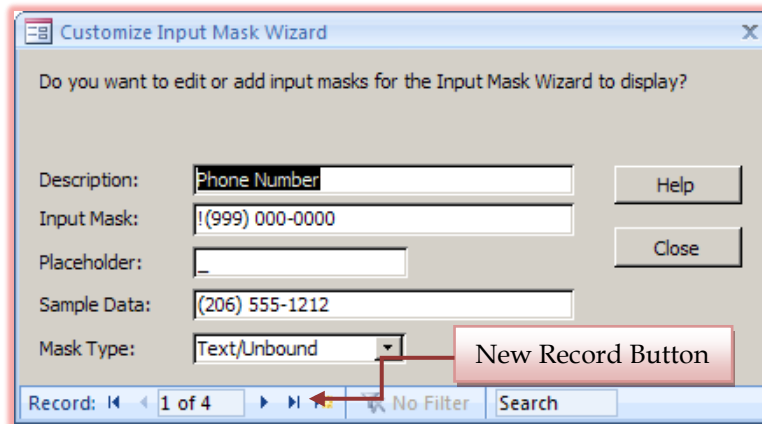 Customize Input Mask Wizard
Do you want to edit or add input masks for the Input Mask Wizard to display?
Description: Phone Number
Help
Input Mask: !(999) 000-0000
Placeholder: _
Close
Sample Data: (206) 555-1212
Mask Type: Text/Unbound
New Record Button
Record: 1 of 4 No Filter Search